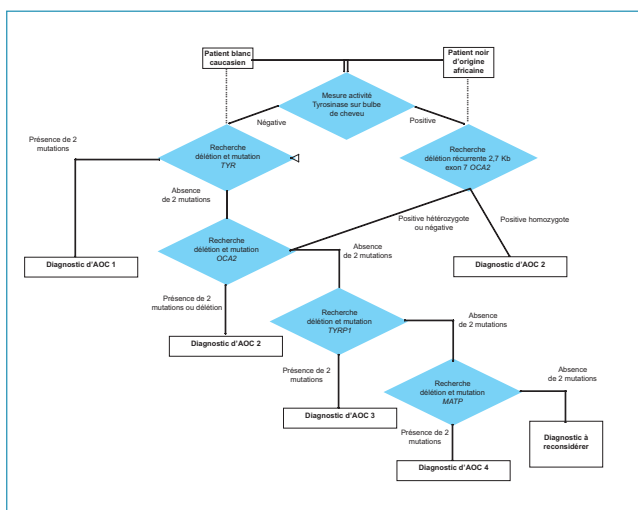 Patient blanc
caucasien
Patient noir
d'origine
africaine
Mesure activité
Tyrosinase sur bulbe
de cheveu
Négative
Positive
Présence de 2
mutations
Recherche
délétion et mutation
TYR
Recherche
délétion récurrente 2,7 Kb
exon 7 OCA2
Absence
de 2 mutations
Positive hétérozygote
ou négative
Positive homozygote
Recherche
délétion et mutation
OCA2
Absence
de 2 mutations
Diagnostic d'AOC 1
Diagnostic d'AOC 2
Présence de 2
mutations ou délétion
Recherche
délétion et mutation
TYRP1
Absence
de 2 mutations
Diagnostic d'AOC 2
Présence de 2
mutations
Recherche
délétion et mutation
MATP
Absence
de 2 mutations
Diagnostic d'AOC 3
Présence de 2
mutations
Diagnostic à
reconsidérer
Diagnostic d'AOC 4